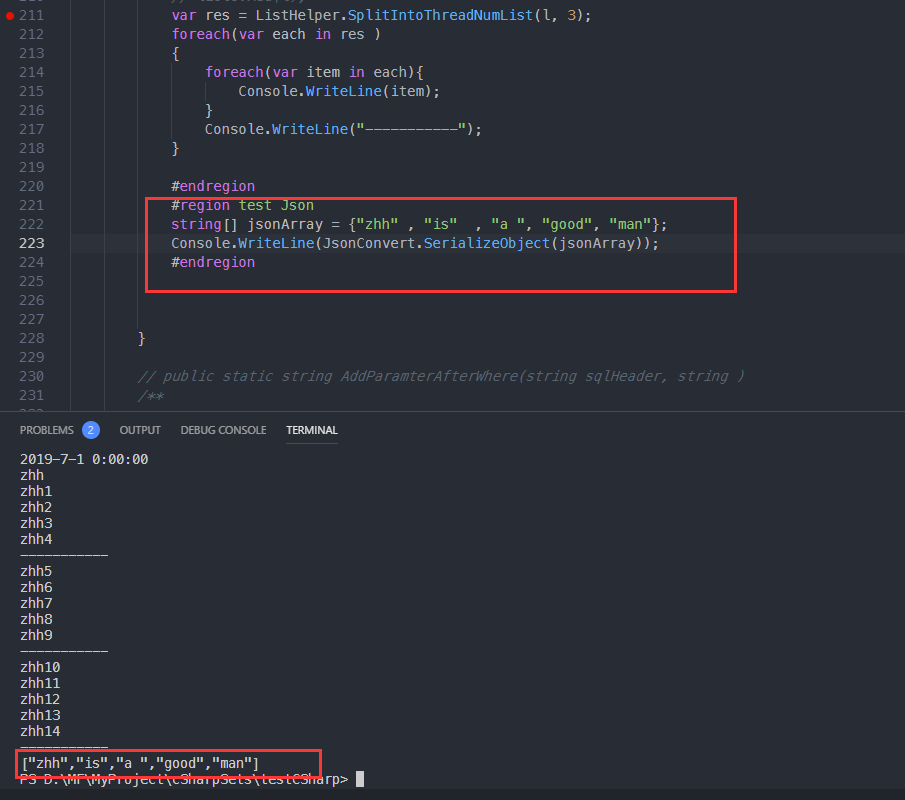 211 var res = ListHelper.SplitIntoThreadNumList(l, 3);
212 foreach(var each in res )
213 {
214 foreach(var item in each){
215 Console.WriteLine(item);
216 }
217 Console.WriteLine("-----------");
218 }
219
220 #endregion
221 #region test Json
222 string[] jsonArray = {"zhh" , "is"  , "a ", "good", "man"};
223 Console.WriteLine(JsonConvert.SerializeObject(jsonArray));
224 #endregion
225
226
227
228 }
229
230 // public static string AddParamterAfterWhere(string sqlHeader, string )
231 /**
PROBLEMS 2 OUTPUT DEBUG CONSOLE TERMINAL
2019-7-1 0:00:00
zhh
zhh1
zhh2
zhh3
zhh4
-----------
zhh5
zhh6
zhh7
zhh8
zhh9
-----------
zhh10
zhh11
zhh12
zhh13
zhh14
-----------
["zhh","is","a ","good","man"]
PS D:\MF\MyProject\CSharpSets\testCSharp>